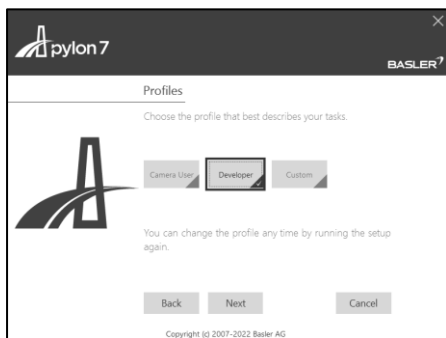 pylon 7
BASLER
Profiles
Choose the profile that best describes your tasks.
Camera User
Developer
Custom
You can change the profile any time by running the setup
again.
Back
Next
Cancel
Copyright (c) 2007-2022 Basler AG